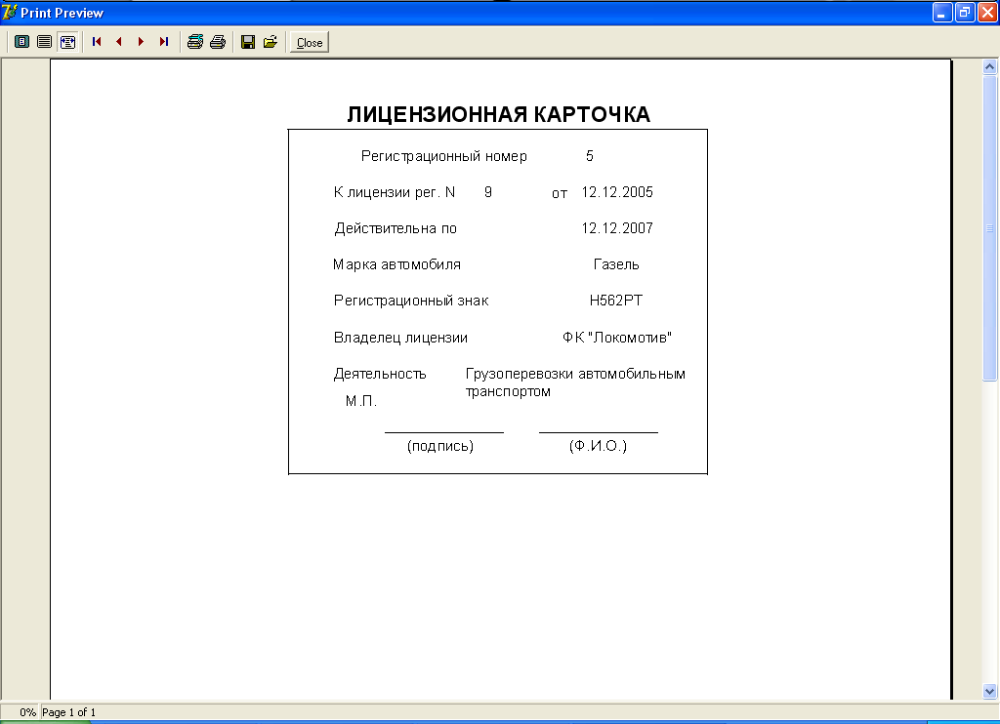 Print Preview
Close
ЛИЦЕНЗИОННАЯ КАРТОЧКА
Регистрационный номер 5
К лицензии рег. N 9 от 12.12.2005
Действительна по 12.12.2007
Марка автомобиля Газель
Регистрационный знак Н562РТ
Владелец лицензии ФК "Локомотив"
Деятельность Грузоперевозки автомобильным
транспортом
М.П.
(подпись) (Ф.И.О.)
0% Page 1 of 1